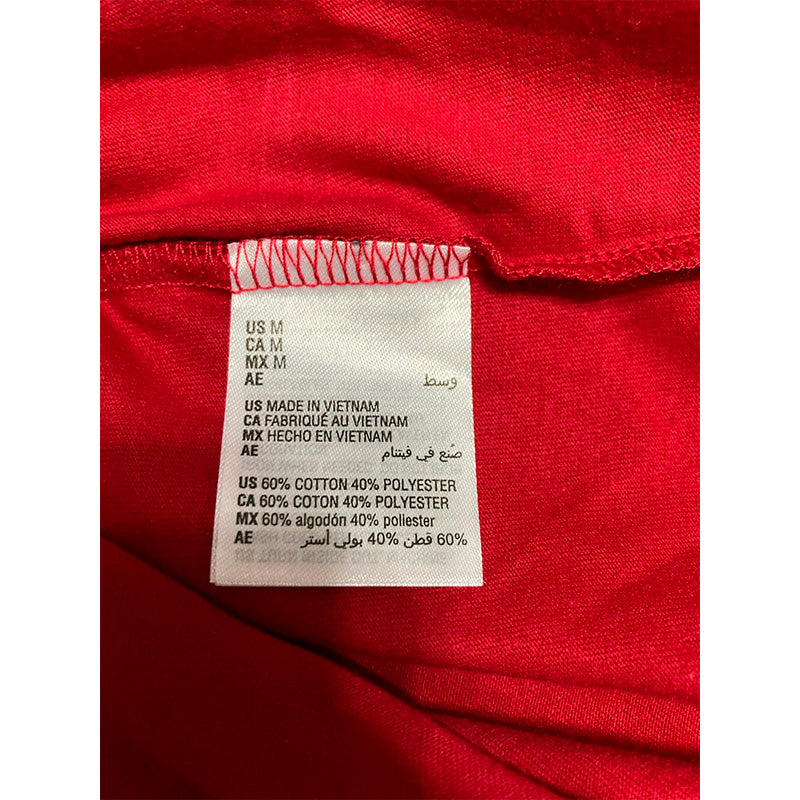 US M
CA M
MX M
AE وسط
US MADE IN VIETNAM
CA FABRIQUÉ AU VIETNAM
MX HECHO EN VIETNAM
AE صُنع في فيتنام
US 60% COTTON 40% POLYESTER
CA 60% COTON 40% POLYESTER
MX 60% algodón 40% poliester
AE 60% قطن 40% بولي أستر